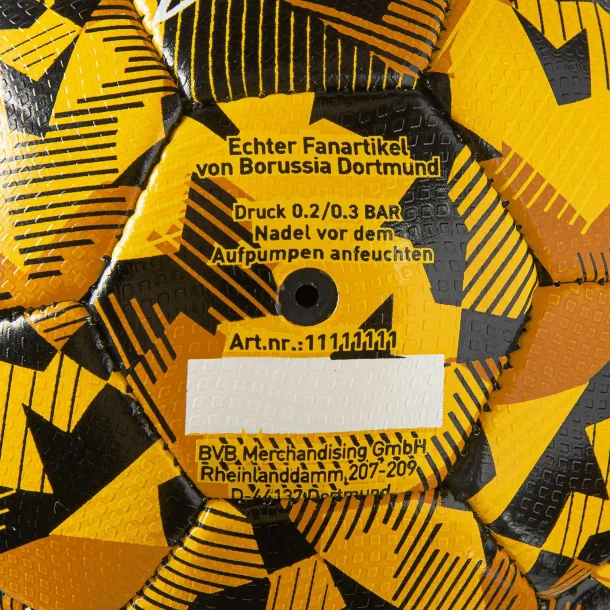 Echter Fanartikel
von Borussia Dortmund
Druck 0.2/0.3 BAR
Nadel vor dem
Aufpumpen anfeuchten
Art.nr.:11111111
BVB Merchandising GmbH
Rheinlanddamm 207-209
D-44137 Dortmund